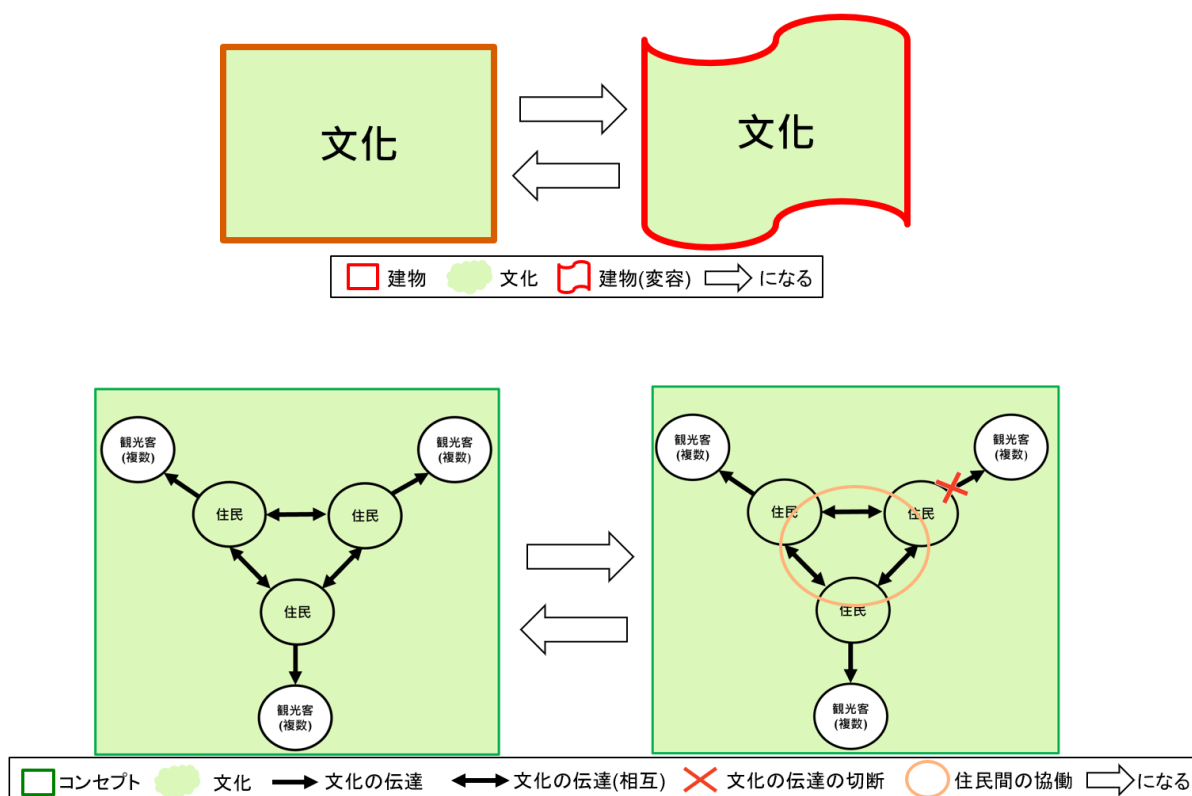 文化
文化
建物 文化 建物(変容) になる
観光客
(複数)
観光客
(複数)
住民
住民
住民
観光客
(複数)
観光客
(複数)
観光客
(複数)
住民
住民
住民
観光客
(複数)
コンセプト 文化 文化の伝達 文化の伝達(相互) 文化の伝達の切断 住民間の協働 になる